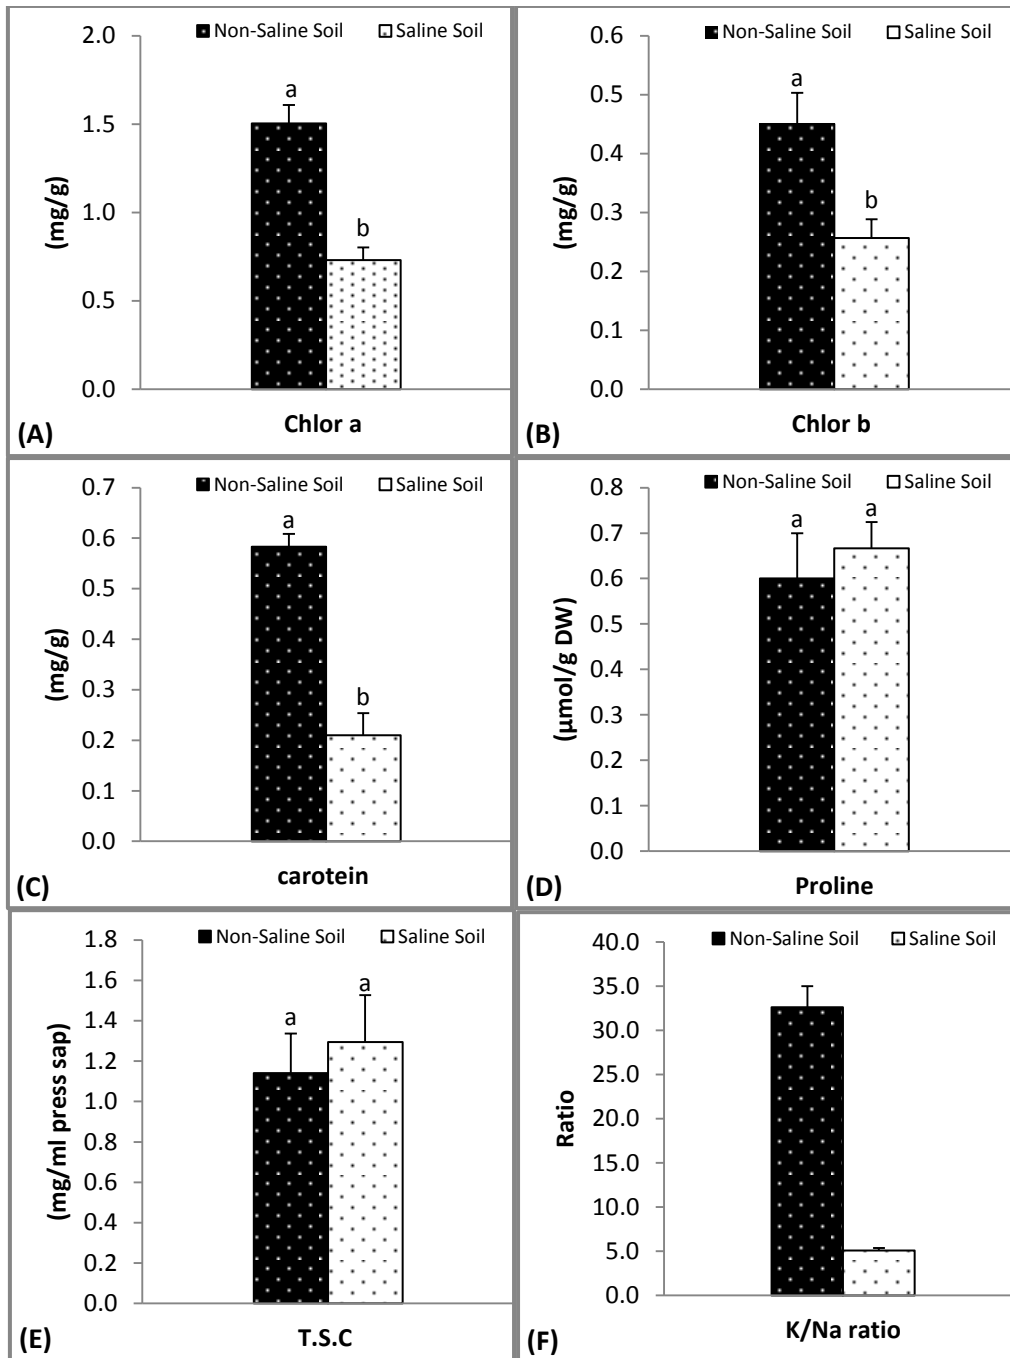 Non-Saline Soil Saline Soil
2.0
1.5
1.0
0.5
0.0
(mg/g)
a
b
(A)
Chlor a
Non-Saline Soil Saline Soil
0.6
0.5
0.4
0.3
0.2
0.1
0.0
(mg/g)
a
b
(B)
Chlor b
Non-Saline Soil Saline Soil
0.7
0.6
0.5
0.4
0.3
0.2
0.1
0.0
(mg/g)
a
b
(C)
carotein
Non-Saline Soil Saline Soil
0.8
0.7
0.6
0.5
0.4
0.3
0.2
0.1
0.0
(µmol/g DW)
a
a
(D)
Proline
Non-Saline Soil Saline Soil
1.8
1.6
1.4
1.2
1.0
0.8
0.6
0.4
0.2
0.0
(mg/ml press sap)
a
a
(E)
T.S.C
Non-Saline Soil Saline Soil
40.0
35.0
30.0
25.0
20.0
15.0
10.0
5.0
0.0
Ratio
(F)
K/Na ratio